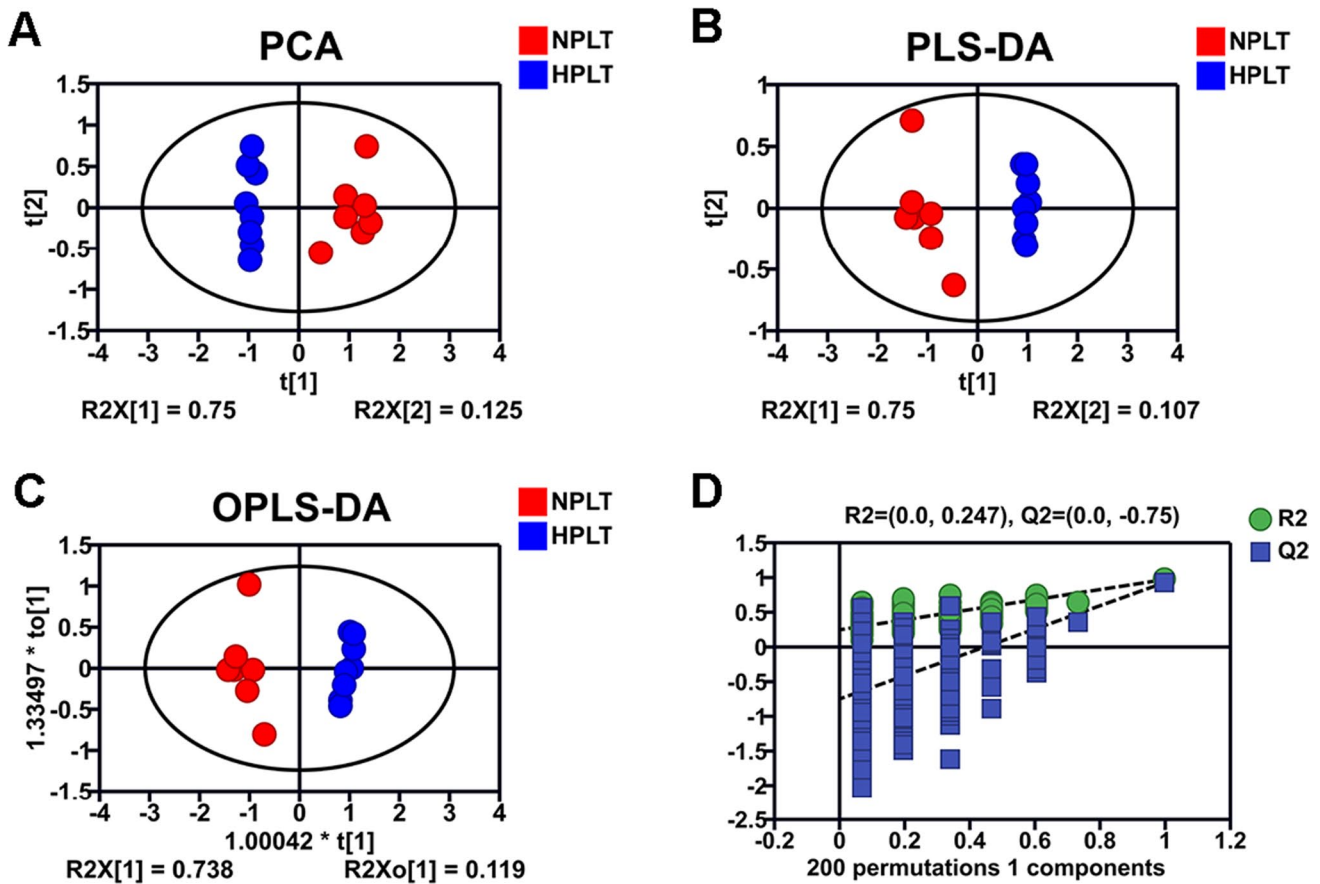 A
PCA
NPLT
HPLT
1.5
1
0.5
0
-0.5
-1
-1.5
t[2]
-4 -3 -2 -1 0 1 2 3 4
t[1]
R2X[1] = 0.75 R2X[2] = 0.125
B
PLS-DA
NPLT
HPLT
1
0.5
0
-0.5
-1
t[2]
-4 -3 -2 -1 0 1 2 3 4
t[1]
R2X[1] = 0.75 R2X[2] = 0.107
C
OPLS-DA
NPLT
HPLT
1.5
1
0.5
0
-0.5
-1
-1.5
1.33497 * to[1]
-4 -3 -2 -1 0 1 2 3 4
1.00042 * t[1]
R2X[1] = 0.738 R2Xo[1] = 0.119
D
R2=(0.0, 0.247), Q2=(0.0, -0.75)
R2
Q2
1.5
1
0.5
0
-0.5
-1
-1.5
-2
-2.5
-0.2 0 0.2 0.4 0.6 0.8 1 1.2
200 permutations 1 components